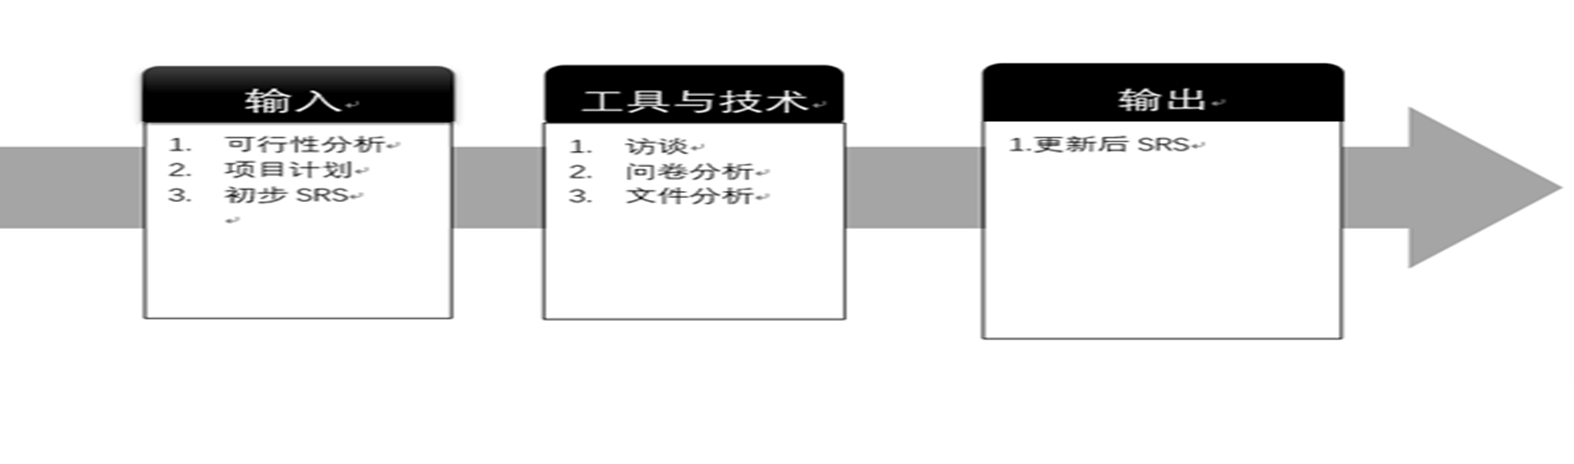 输入
1. 可行性分析
2. 项目计划
3. 初步 SRS
工具与技术
1. 访谈
2. 问卷分析
3. 文件分析
输出
1.更新后 SRS